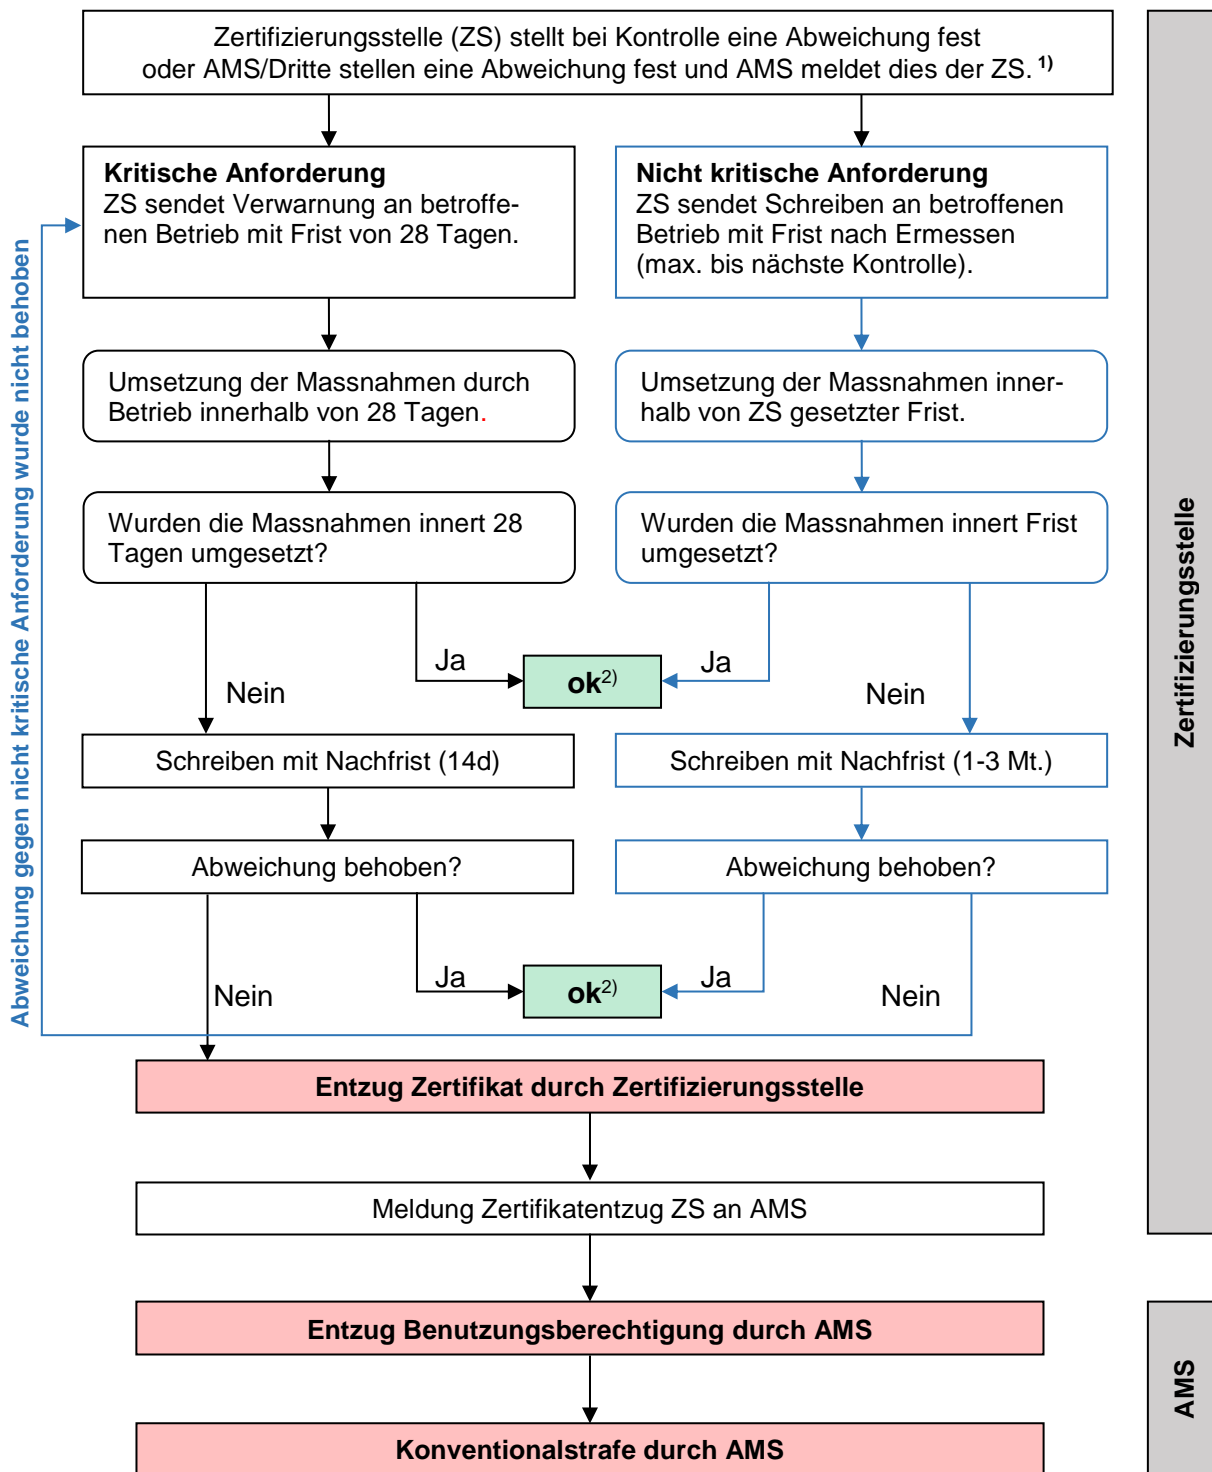 Zertifizierungsstelle (ZS) stellt bei Kontrolle eine Abweichung fest
oder AMS/Dritte stellen eine Abweichung fest und AMS meldet dies der ZS. 1)
Kritische Anforderung
ZS sendet Verwarnung an betroffe-
nen Betrieb mit Frist von 28 Tagen.
Nicht kritische Anforderung
ZS sendet Schreiben an betroffenen
Betrieb mit Frist nach Ermessen
(max. bis nächste Kontrolle).
Umsetzung der Massnahmen durch
Betrieb innerhalb von 28 Tagen.
Umsetzung der Massnahmen inner-
halb von ZS gesetzter Frist.
Wurden die Massnahmen innert 28
Tagen umgesetzt?
Wurden die Massnahmen innert Frist
umgesetzt?
Ja
ok2)
Ja
Nein
Nein
Schreiben mit Nachfrist (14d)
Schreiben mit Nachfrist (1-3 Mt.)
Abweichung behoben?
Abweichung behoben?
Ja
ok2)
Ja
Nein
Nein
Abweichung gegen nicht kritische Anforderung wurde nicht behoben
Entzug Zertifikat durch Zertifizierungsstelle
Meldung Zertifikatentzug ZS an AMS
Zertifizierungsstelle
Entzug Benutzungsberechtigung durch AMS
Konventionalstrafe durch AMS
AMS